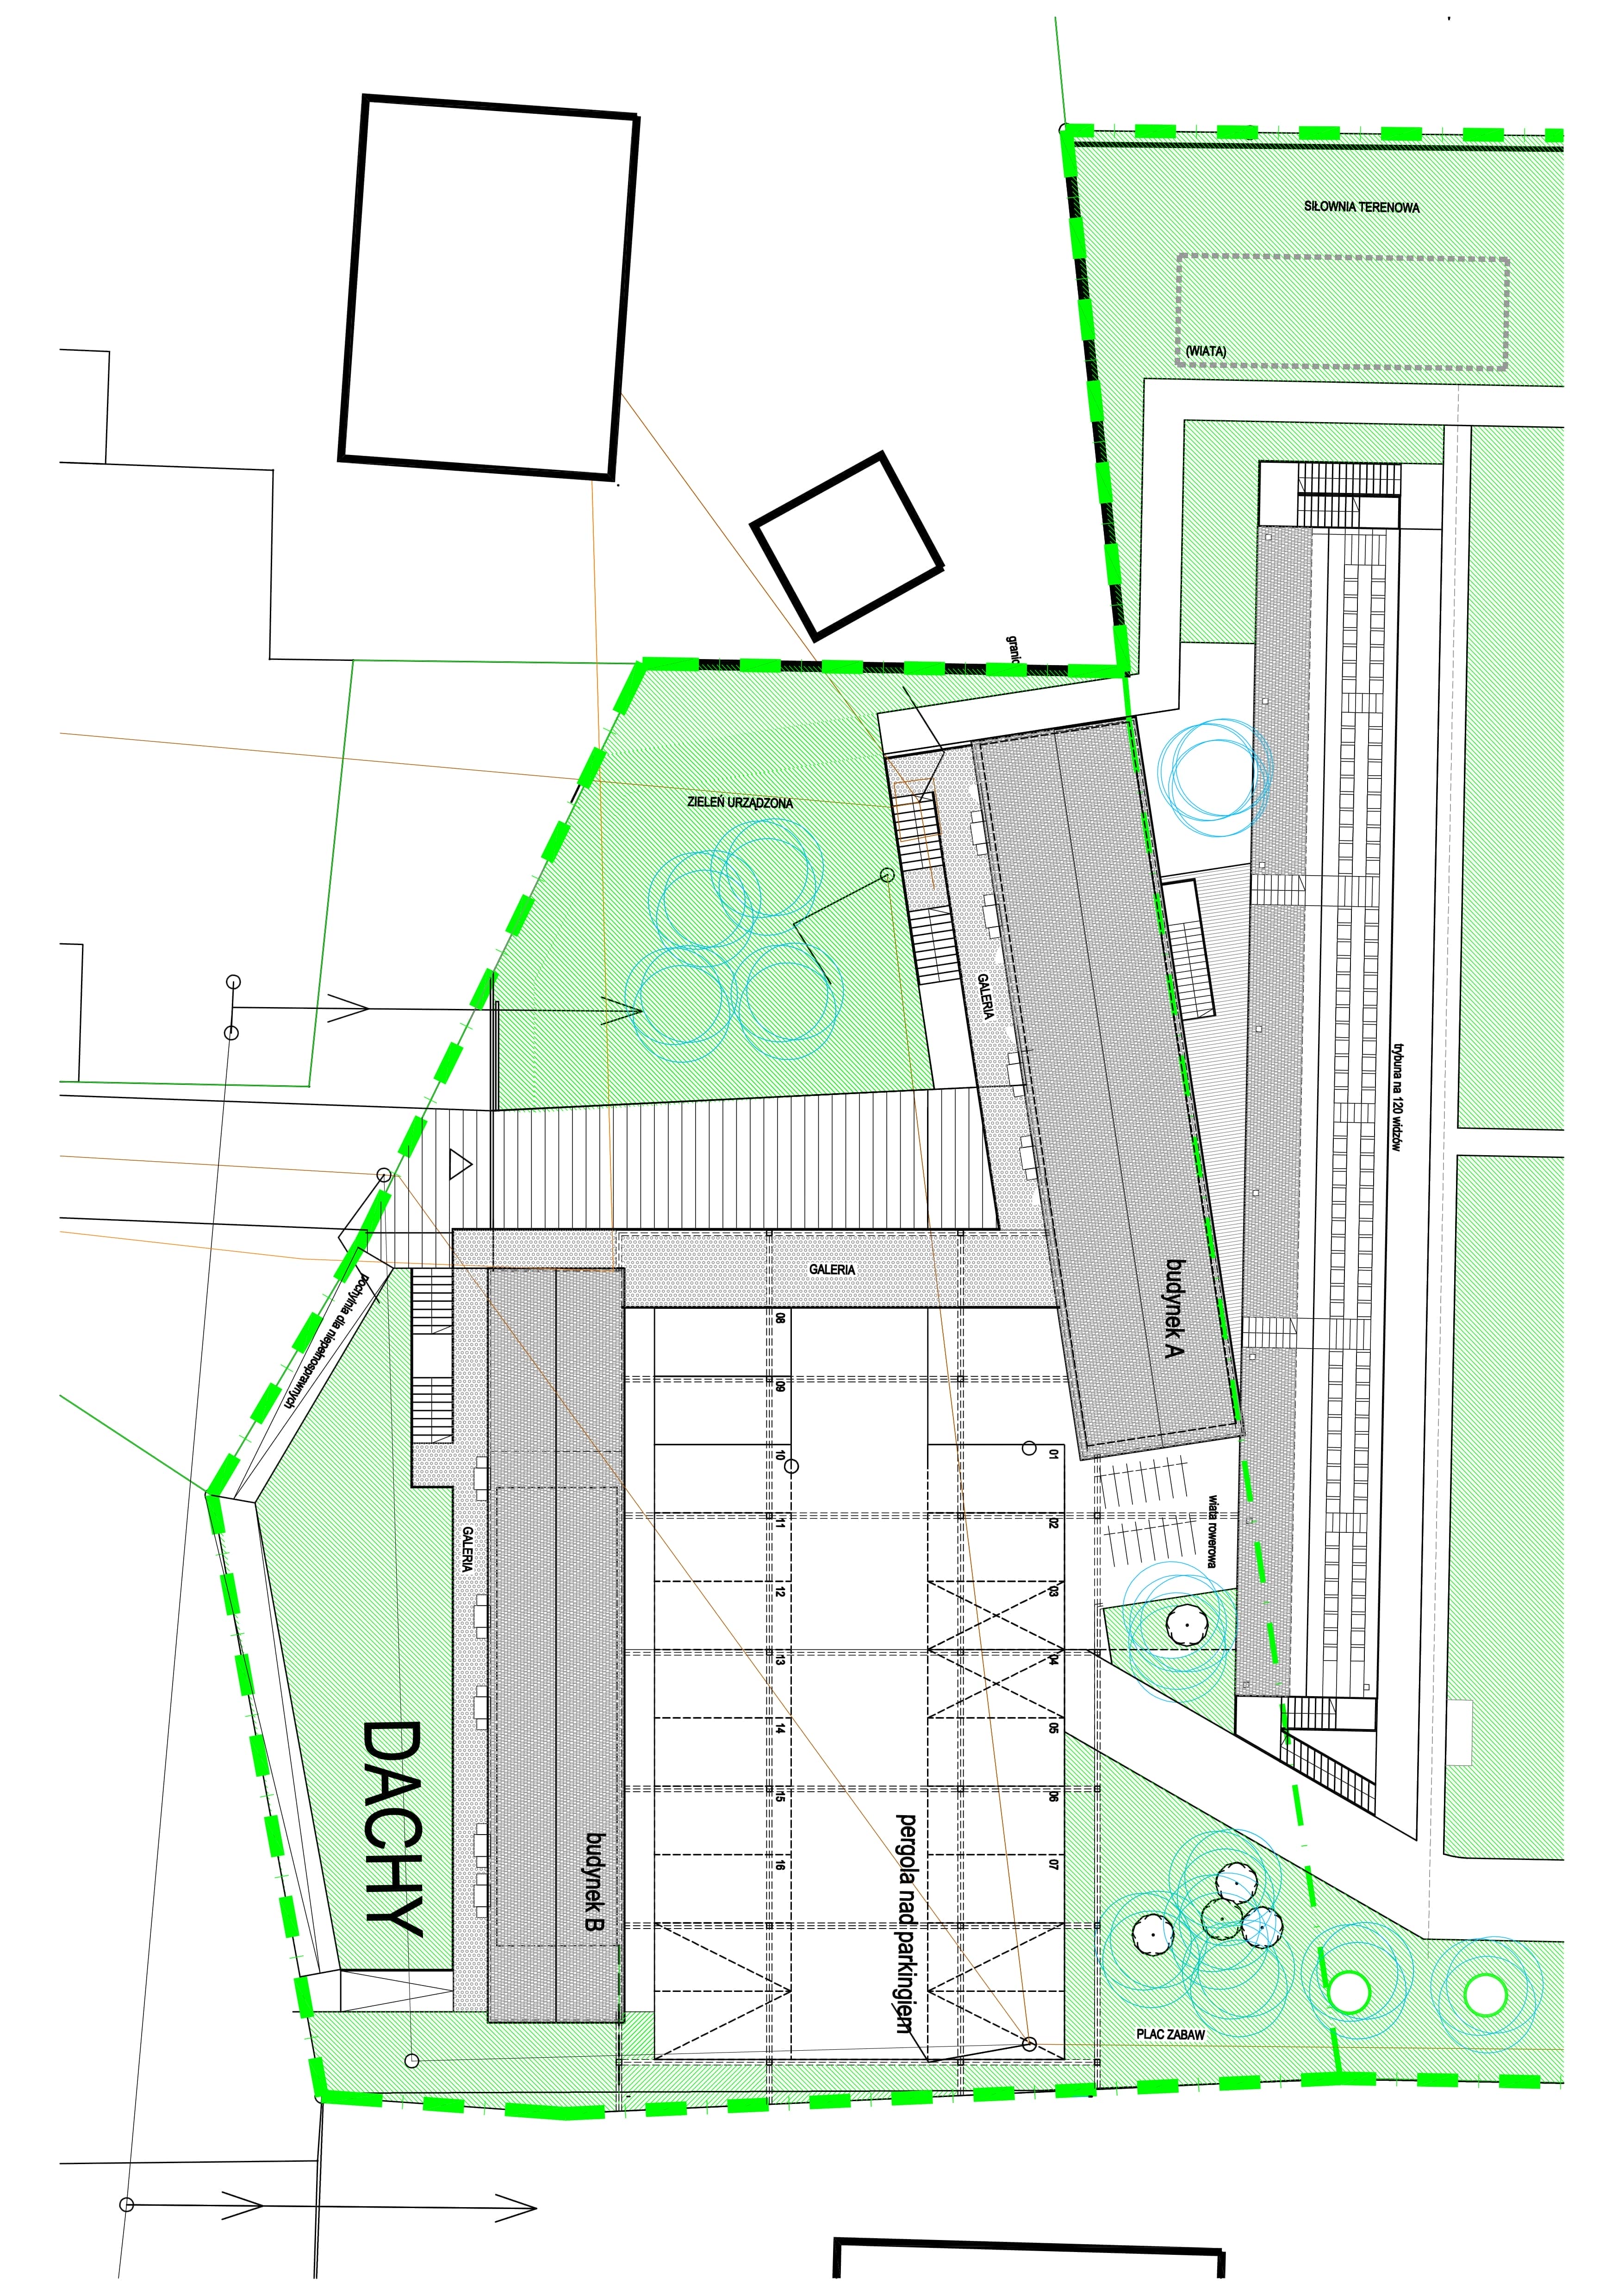 trybuna na 120 widzów
SIŁOWNIA TERENOWA
(WIATA)
wiata rowerowa
budynek A
PLAC ZABAW
01 02 03 04 05 06 07
granic
GALERIA
pergola nad parkingiem
GALERIA
08 09 10 11 12 13 14 15 16
ZIELEŃ URZĄDZONA
budynek B
GALERIA
DACHY
pochylnia dla niepełnosprawnych